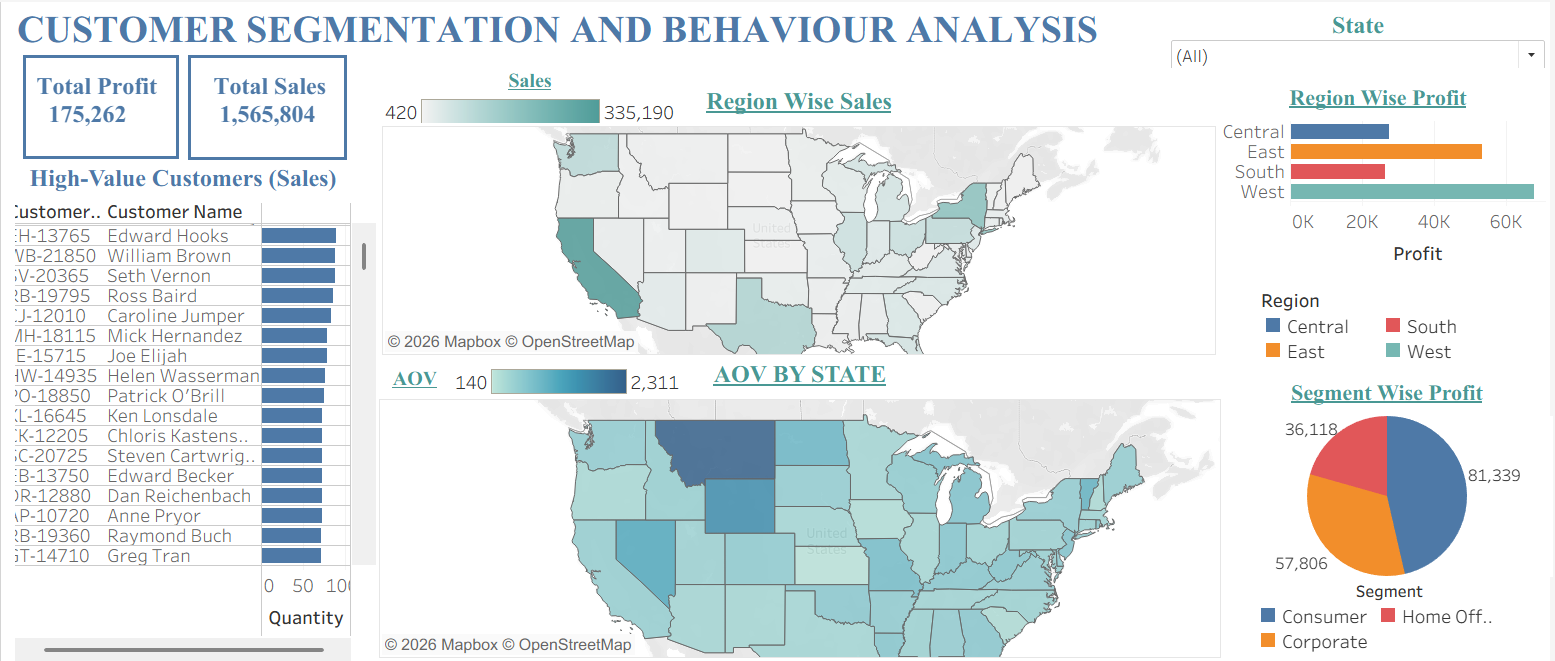 CUSTOMER SEGMENTATION AND BEHAVIOUR ANALYSIS
State
(All)
Total Profit
175,262
Total Sales
1,565,804
High-Value Customers (Sales)
Customer.. Customer Name
EH-13765 Edward Hooks
WB-21850 William Brown
SV-20365 Seth Vernon
RB-19795 Ross Baird
CJ-12010 Caroline Jumper
MH-18115 Mick Hernandez
JE-15715 Joe Elijah
HW-14935 Helen Wasserman
PO-18850 Patrick O'Brill
KL-16645 Ken Lonsdale
CK-12205 Chloris Kastens..
SC-20725 Steven Cartwrig..
EB-13750 Edward Becker
DR-12880 Dan Reichenbach
AP-10720 Anne Pryor
RB-19360 Raymond Buch
GT-14710 Greg Tran
0 50 100
Quantity
Sales
420 335,190
Region Wise Sales
United
States
© 2026 Mapbox © OpenStreetMap
AOV 140 2,311
AOV BY STATE
United
States
© 2026 Mapbox © OpenStreetMap
Region Wise Profit
Central
East
South
West
0K 20K 40K 60K
Profit
Region
Central South
East West
Segment Wise Profit
36,118
81,339
57,806
Segment
Consumer Home Off..
Corporate